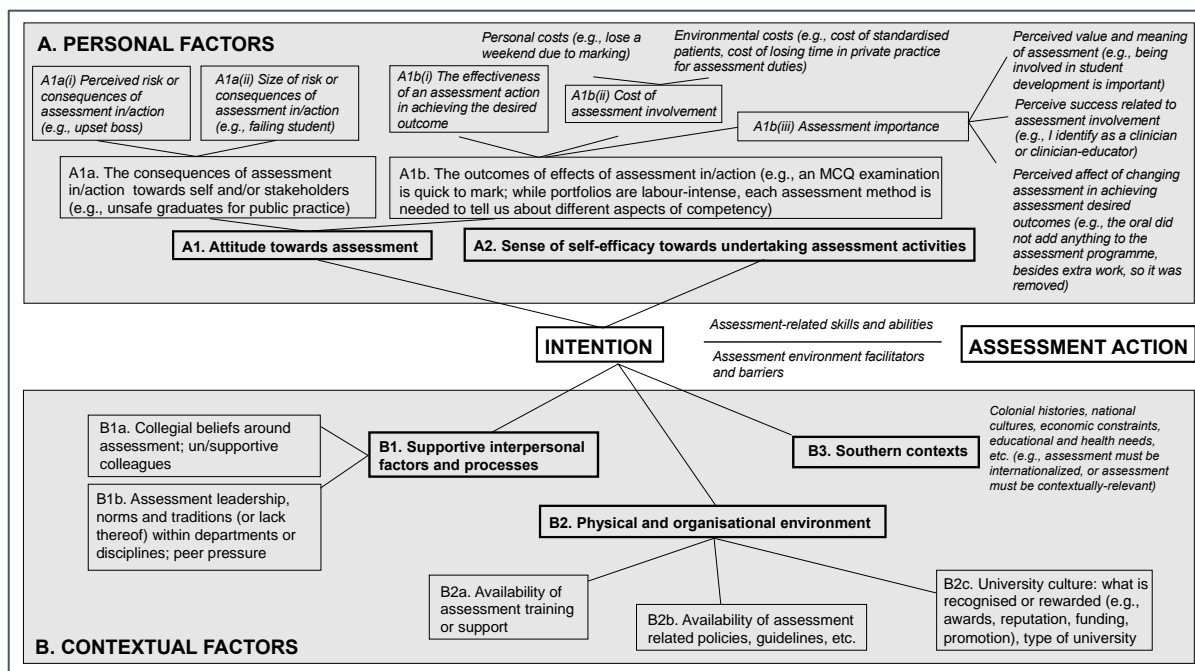 A. PERSONAL FACTORS
Personal costs (e.g., lose a
weekend due to marking)
Environmental costs (e.g., cost of standardised
patients, cost of losing time in private practice
for assessment duties)
Perceived value and meaning
of assessment (e.g., being
involved in student
development is important)
A1a(i) Perceived risk or
consequences of
assessment in/action
(e.g., upset boss)
A1a(ii) Size of risk or
consequences of
assessment in/action
(e.g., failing student)
A1b(i) The effectiveness
of an assessment action
in achieving the desired
outcome
A1b(ii) Cost of
assessment involvement
A1b(iii) Assessment importance
Perceive success related to
assessment involvement
(e.g., I identify as a clinician
or clinician-educator)
A1a. The consequences of assessment
in/action towards self and/or stakeholders
(e.g., unsafe graduates for public practice)
A1b. The outcomes of effects of assessment in/action (e.g., an MCQ examination
is quick to mark; while portfolios are labour-intense, each assessment method is
needed to tell us about different aspects of competency)
Perceived affect of changing
assessment in achieving
assessment desired
outcomes (e.g., the oral did
not add anything to the
assessment programme,
besides extra work, so it was
removed)
A1. Attitude towards assessment
A2. Sense of self-efficacy towards undertaking assessment activities
INTENTION
Assessment-related skills and abilities
Assessment environment facilitators
and barriers
ASSESSMENT ACTION
B1a. Collegial beliefs around
assessment; un/supportive
colleagues
B1. Supportive interpersonal
factors and processes
B3. Southern contexts
Colonial histories, national
cultures, economic constraints,
educational and health needs,
etc. (e.g., assessment must be
internationalized, or assessment
must be contextually-relevant)
B1b. Assessment leadership,
norms and traditions (or lack
thereof) within departments or
disciplines; peer pressure
B2. Physical and organisational environment
B2a. Availability of
assessment training
or support
B2b. Availability of assessment
related policies, guidelines, etc.
B2c. University culture: what is
recognised or rewarded (e.g.,
awards, reputation, funding,
promotion), type of university
B. CONTEXTUAL FACTORS